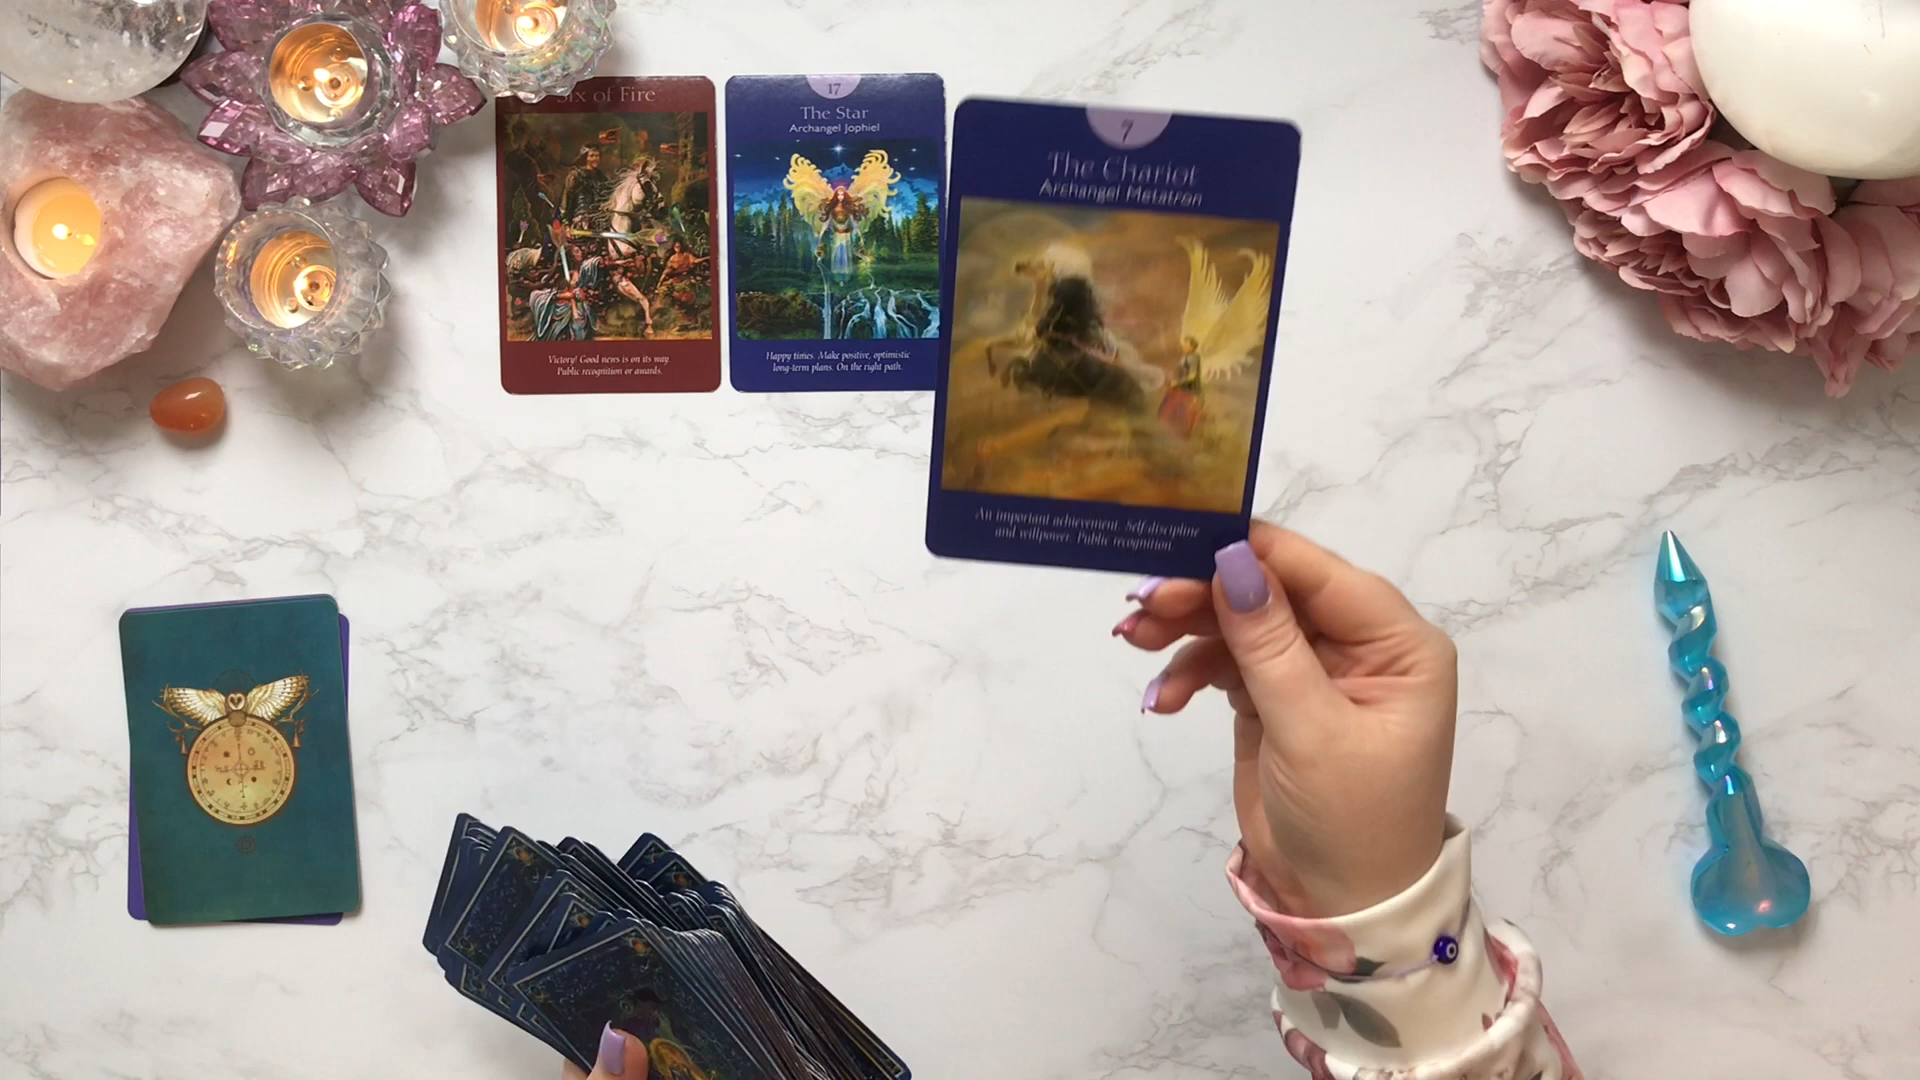 Six of Fire
Victory! Good news is on its way.
Public recognition or awards.
17
The Star
Archangel Jophiel
Happy times. Make positive, optimistic
long-term plans. On the right path.
7
The Chariot
Archangel Metatron
An important achievement. Self-discipline
and willpower. Public recognition.